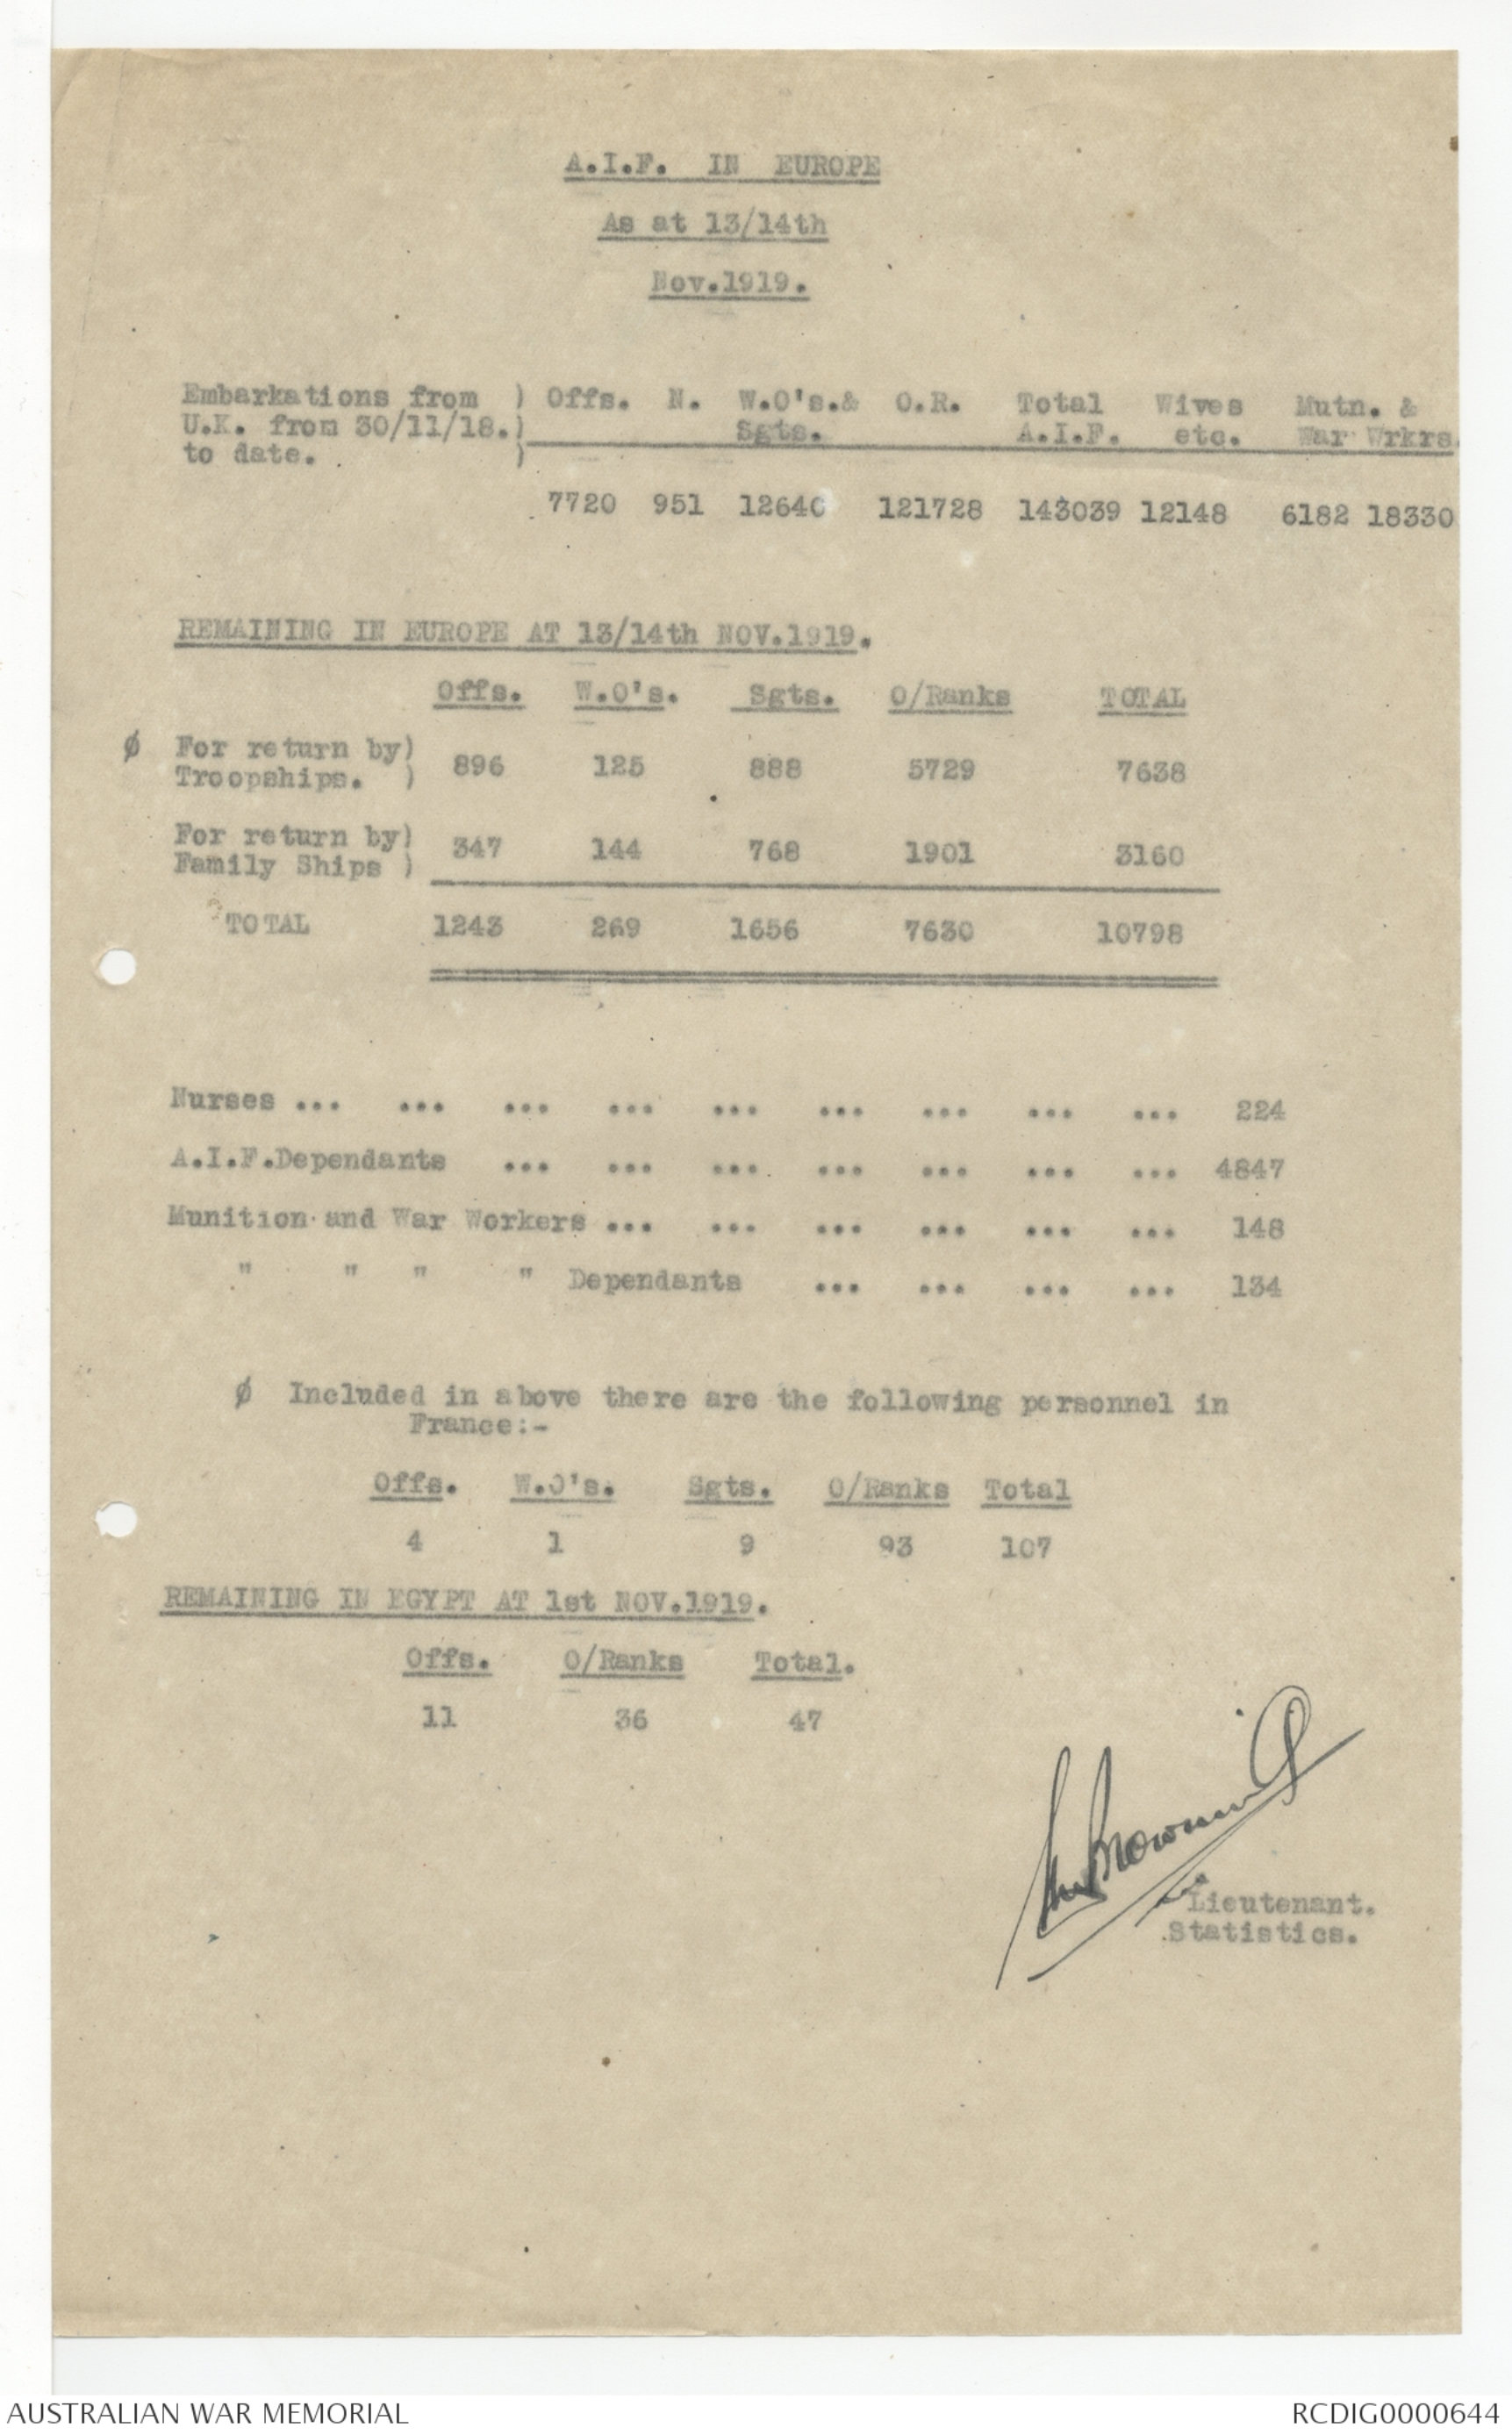 A.I.F. IN EUROPE
As at 13/14th
Nov.1919.
Embarkations from ) Offs. N. W.O's.& O.R. Total Wives Mutn. &
U.K. from 30/11/18.) Sgts. A.I.F. etc. War Wrkrs
to date. )
7720 951 12640 121728 143039 12148 6182 18330
REMAINING IN EUROPE AT 13/14th NOV.1919.
Offs. W.O's. Sgts. O/Ranks TOTAL
ø For return by) 896 125 888 5729 7638
Troopships. )
For return by) 347 144 768 1901 3160
Family Ships )
TOTAL 1243 269 1656 7630 10798
Nurses ... ... ... ... ... ... ... ... ... 224
A.I.F.Dependants ... ... ... ... ... ... ... 4847
Munition and War Workers ... ... ... ... ... ... 148
" " " " Dependants ... ... ... ... 134
ø Included in above there are the following personnel in
France:-
Offs. W.O's. Sgts. O/Ranks Total
4 1 9 93 107
REMAINING IN EGYPT AT 1st NOV.1919.
Offs. O/Ranks Total.
11 36 47
Lieutenant.
Statistics.
AUSTRALIAN WAR MEMORIAL RCDIG0000644